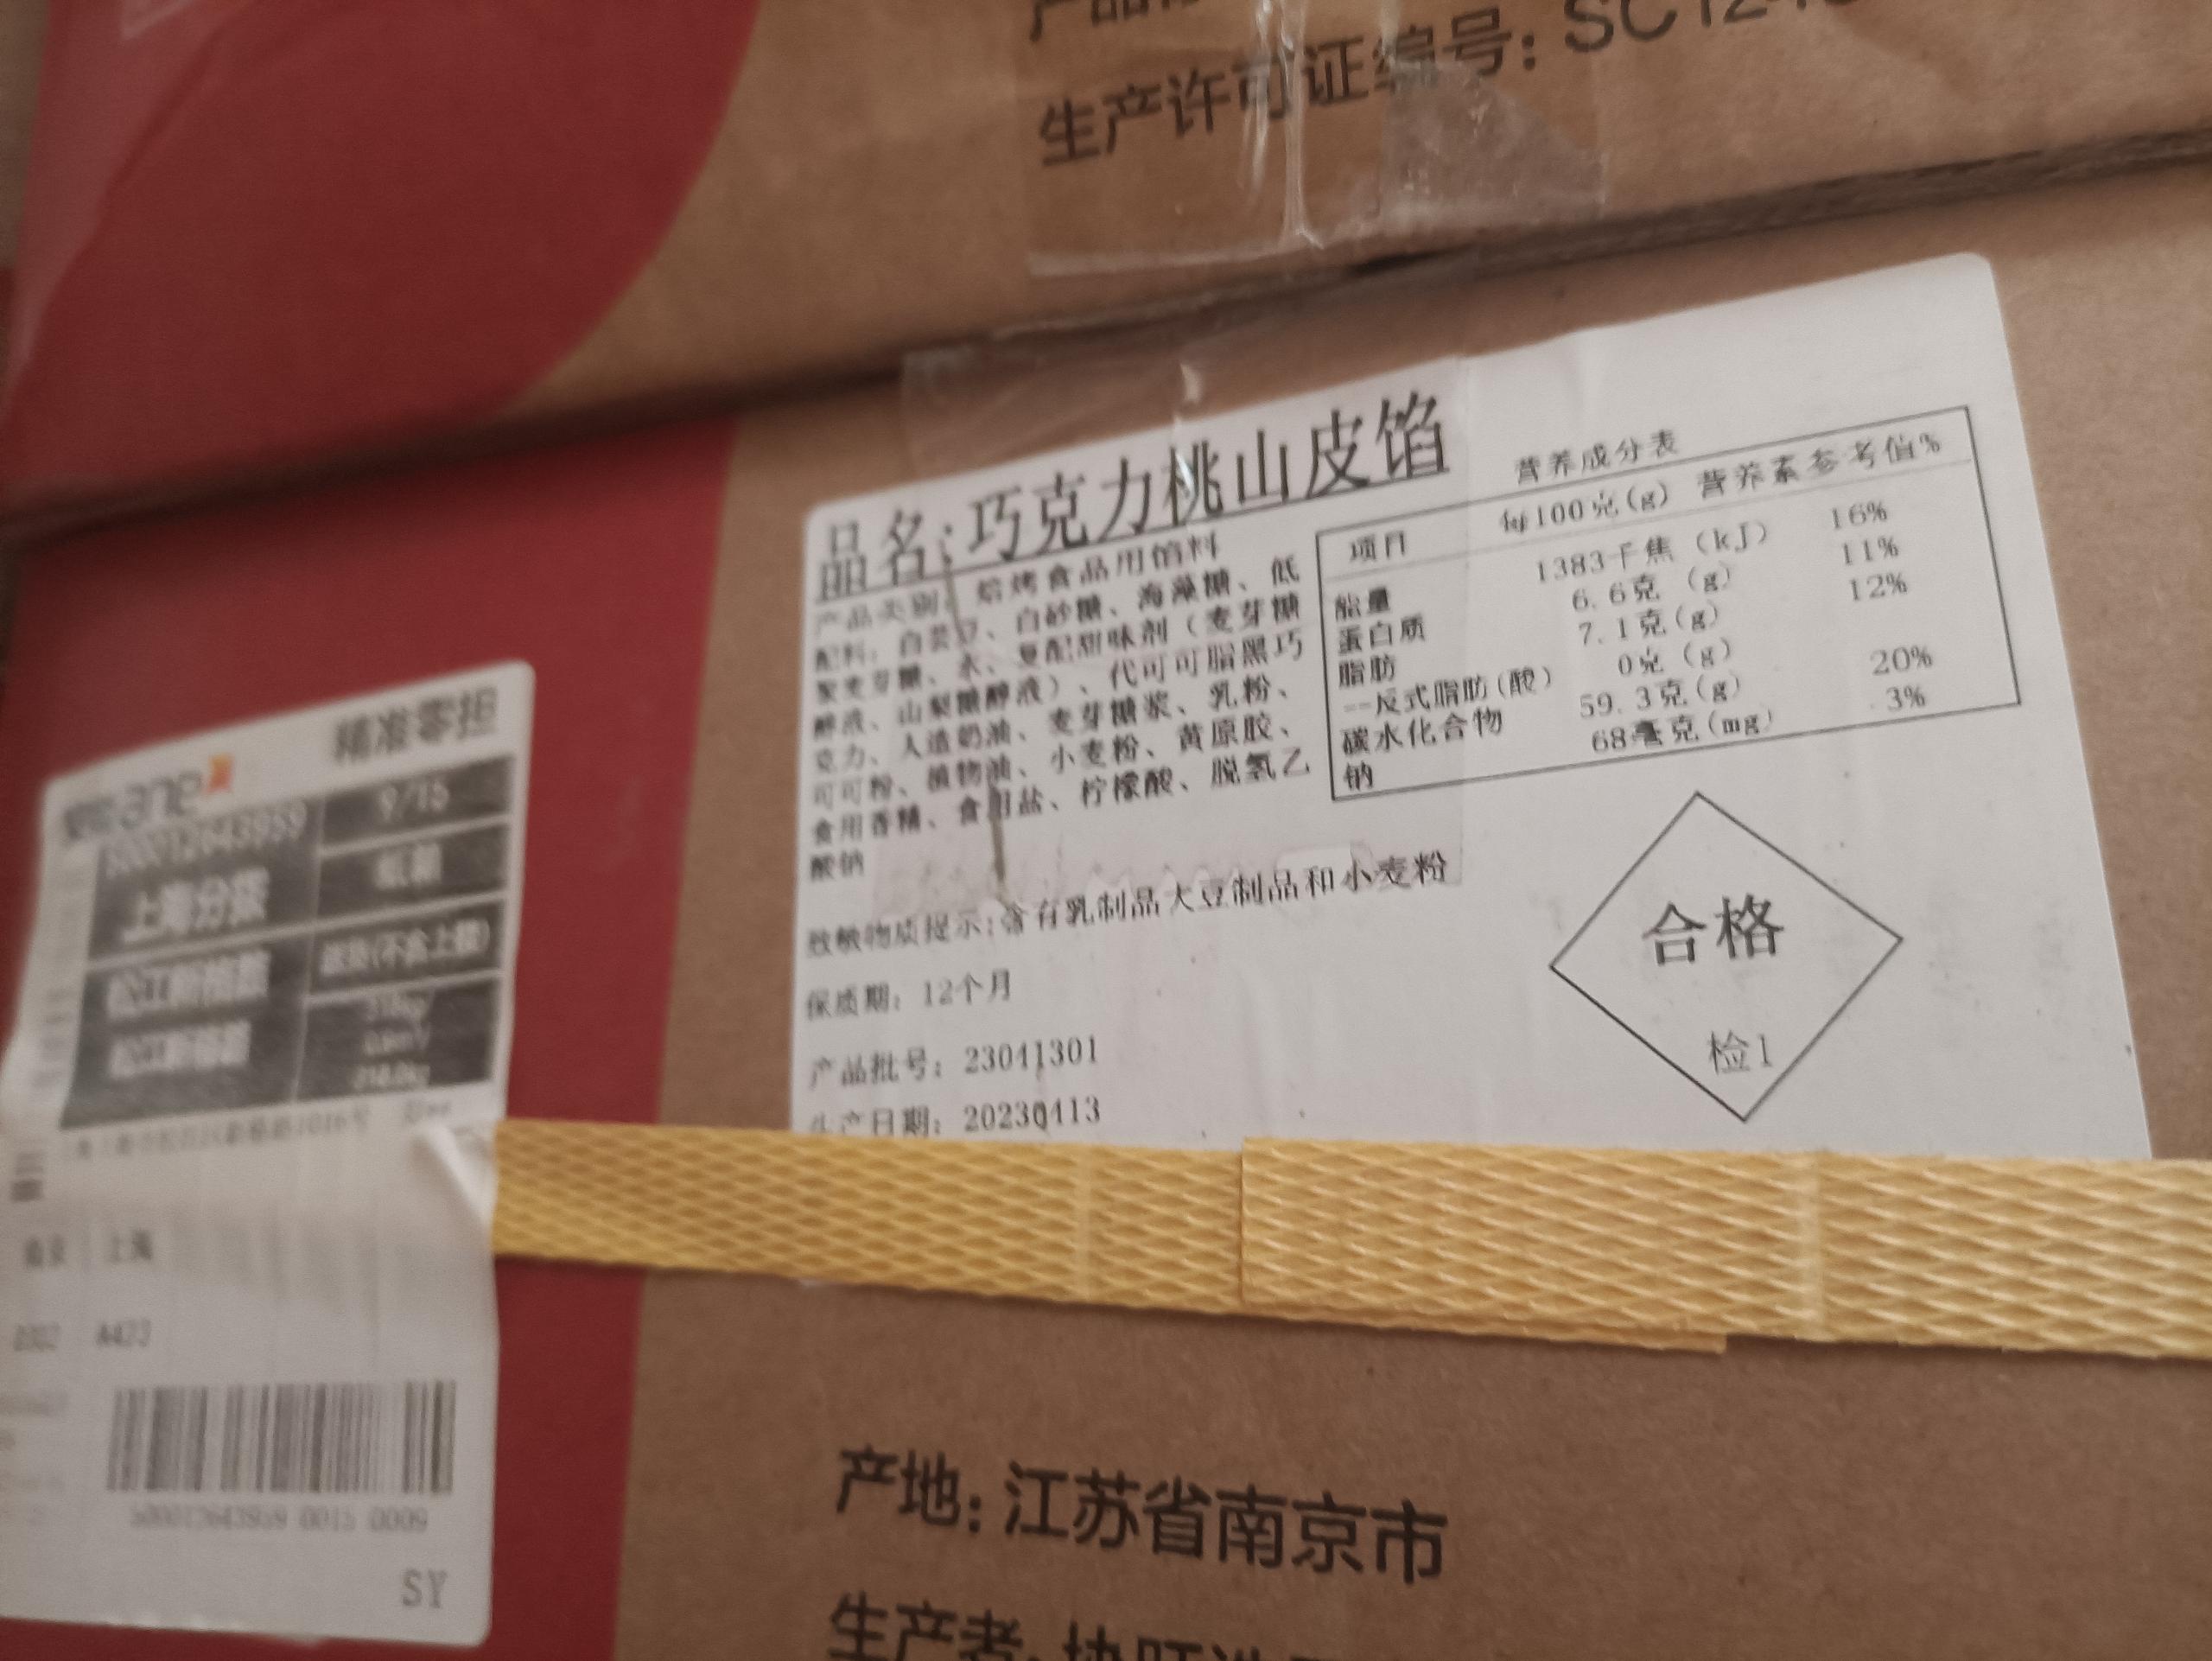 生产许可证编号: SC
品名: 巧克力桃山皮馅
产品类别: 焙烤食品用馅料
配料: 白芸豆、白砂糖、海藻糖、低
聚麦芽糖、水、复配甜味剂(麦芽糖
醇液、山梨糖醇液)、代可可脂黑巧
克力、人造奶油、麦芽糖浆、乳粉、
可可粉、植物油、小麦粉、黄原胶、
食用香精、食用盐、柠檬酸、脱氢乙
酸钠
致敏物质提示: 含有乳制品大豆制品和小麦粉
保质期: 12个月
产品批号: 23041301
生产日期: 20230413
营养成分表
项目 每100克(g) 营养素参考值%
能量 1383千焦(kJ) 16%
蛋白质 6.6克(g) 11%
脂肪 7.1克(g) 12%
--反式脂肪(酸) 0克(g)
碳水化合物 59.3克(g) 20%
钠 68毫克(mg) 3%
合格
检1
精准零担
ane
9/15
上海分拨
(不含上楼)
上海
A423
SY
产地: 江苏省南京市
生产者: